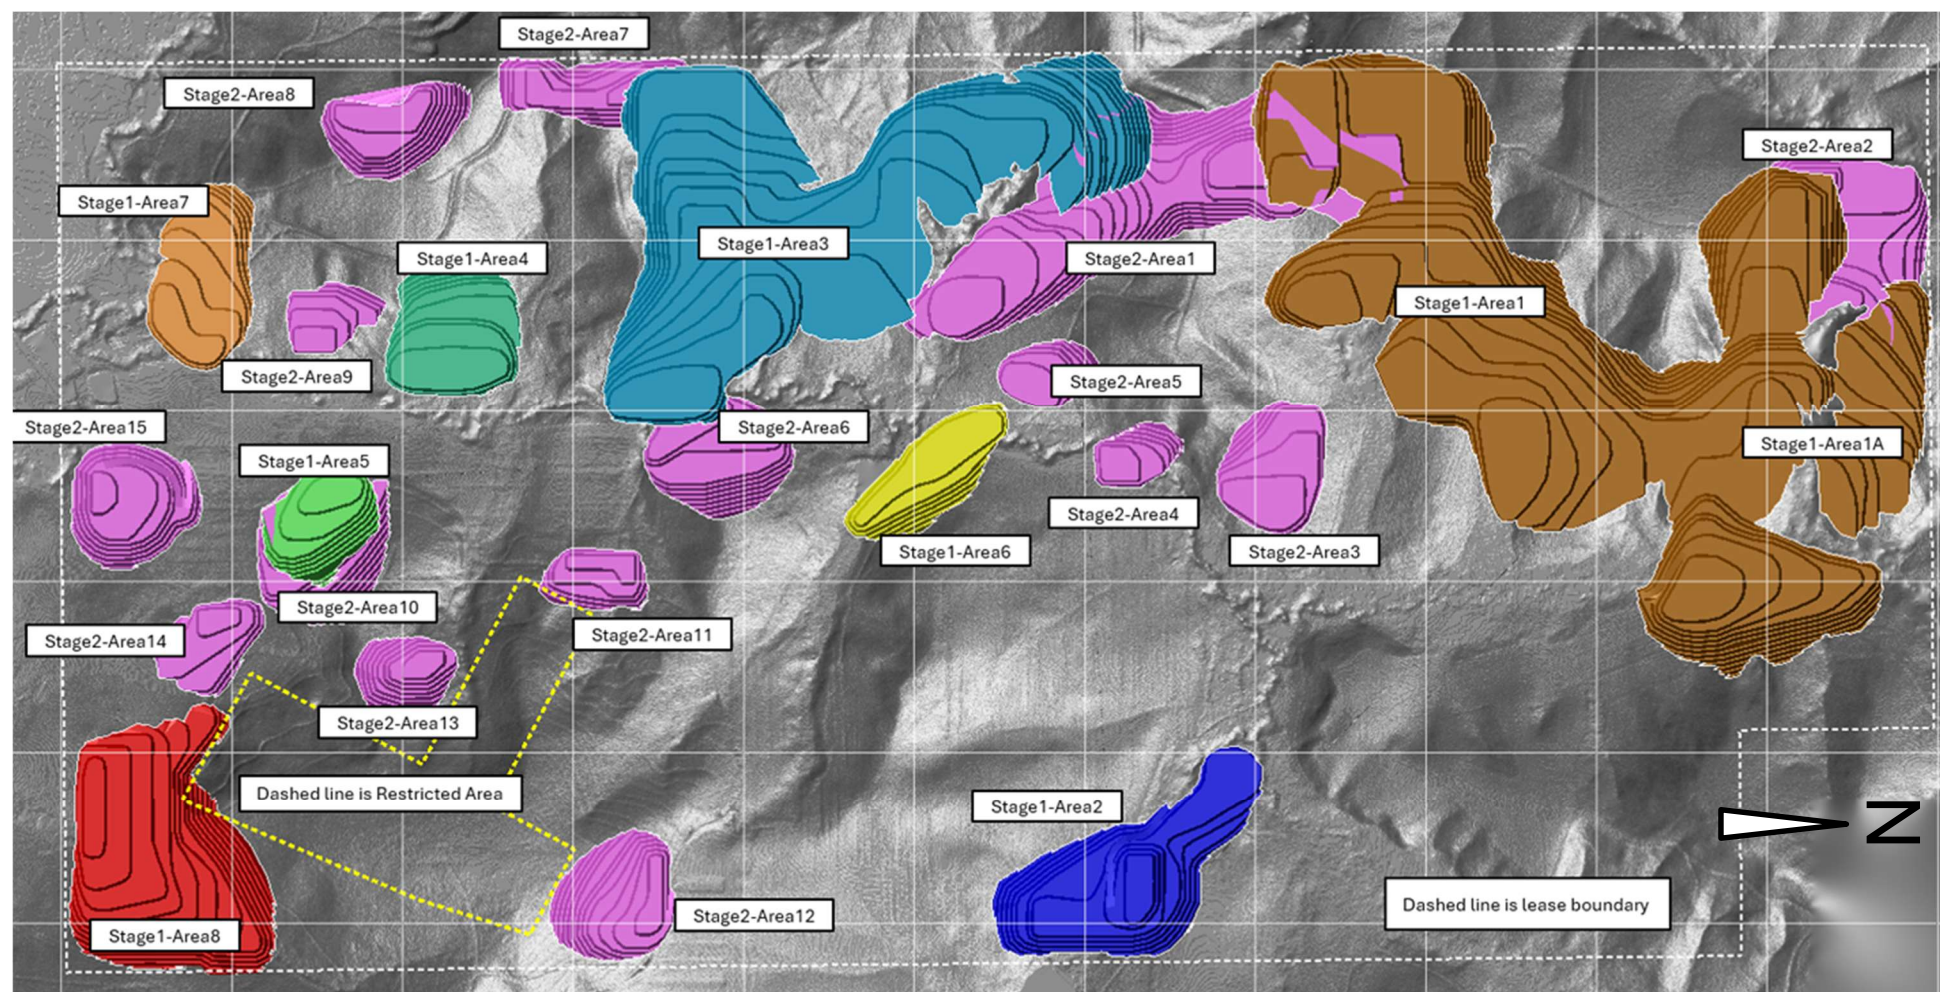 Stage2-Area7
Stage2-Area8
Stage2-Area2
Stage1-Area7
Stage1-Area3
Stage1-Area4
Stage2-Area1
Stage1-Area1
Stage2-Area9
Stage2-Area5
Stage2-Area15
Stage2-Area6
Stage1-Area1A
Stage1-Area5
Stage2-Area4
Stage1-Area6
Stage2-Area3
Stage2-Area10
Stage2-Area14
Stage2-Area11
Stage2-Area13
Dashed line is Restricted Area
Stage1-Area2
N
Dashed line is lease boundary
Stage2-Area12
Stage1-Area8